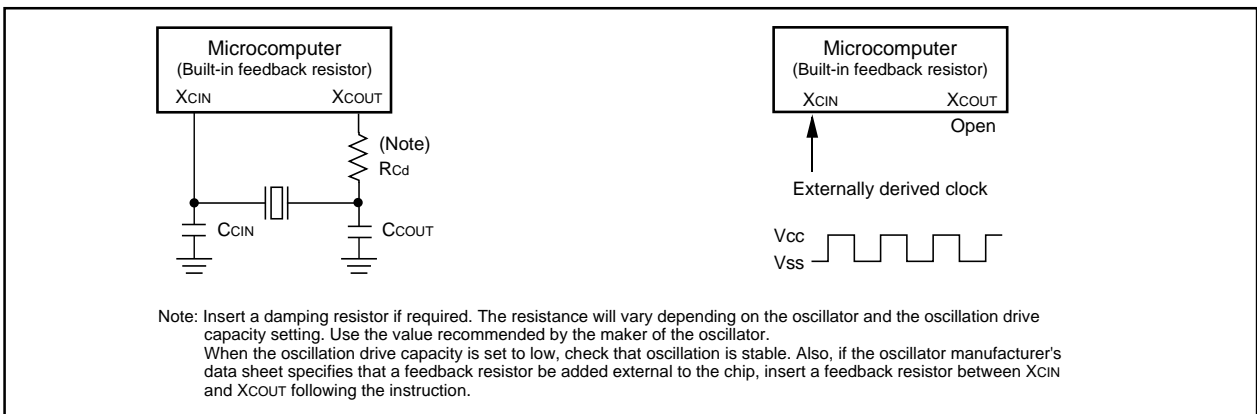 Microcomputer
(Built-in feedback resistor)
XCIN XCOUT
(Note)
RCd
CCIN CCOUT
Microcomputer
(Built-in feedback resistor)
XCIN XCOUT
Open
Externally derived clock
Vcc
Vss
Note: Insert a damping resistor if required. The resistance will vary depending on the oscillator and the oscillation drive
capacity setting. Use the value recommended by the maker of the oscillator.
When the oscillation drive capacity is set to low, check that oscillation is stable. Also, if the oscillator manufacturer's
data sheet specifies that a feedback resistor be added external to the chip, insert a feedback resistor between XCIN
and XCOUT following the instruction.